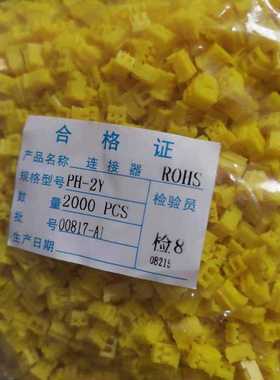 合格证
产品名称 连接器 ROHS
规格型号 PH-2Y
数量 2000 PCS 检验员
批号 00817-A1
生产日期 检8
08215